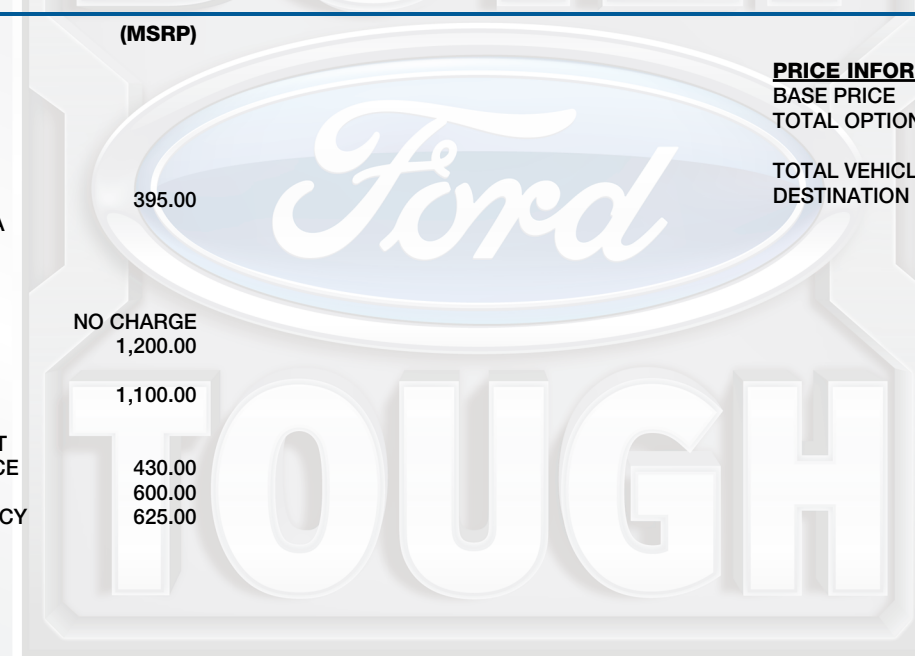 (MSRP)
PRICE INFOR
BASE PRICE
TOTAL OPTION
TOTAL VEHICL
DESTINATION
395.00
A
NO CHARGE
1,200.00
1,100.00
T
CE 430.00
600.00
CY 625.00
Ford
TOUGH